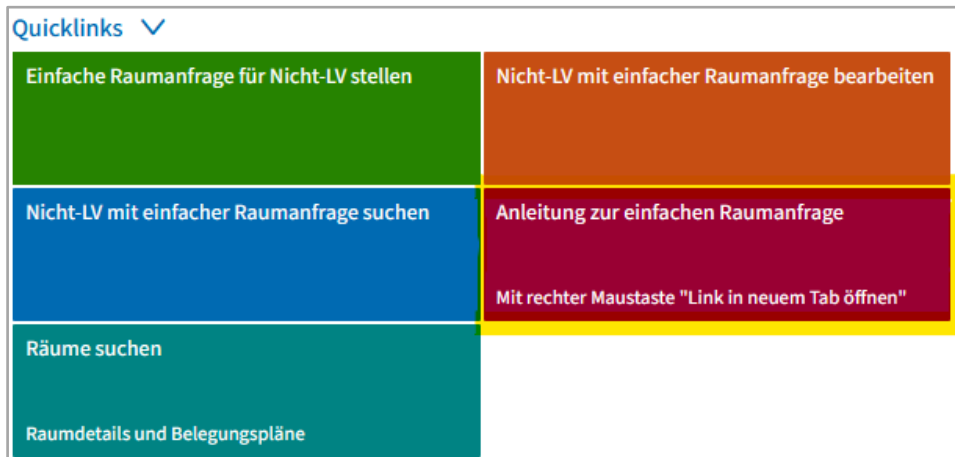 Quicklinks
Einfache Raumanfrage für Nicht-LV stellen
Nicht-LV mit einfacher Raumanfrage bearbeiten
Nicht-LV mit einfacher Raumanfrage suchen
Anleitung zur einfachen Raumanfrage
Mit rechter Maustaste "Link in neuem Tab öffnen"
Räume suchen
Raumdetails und Belegungspläne